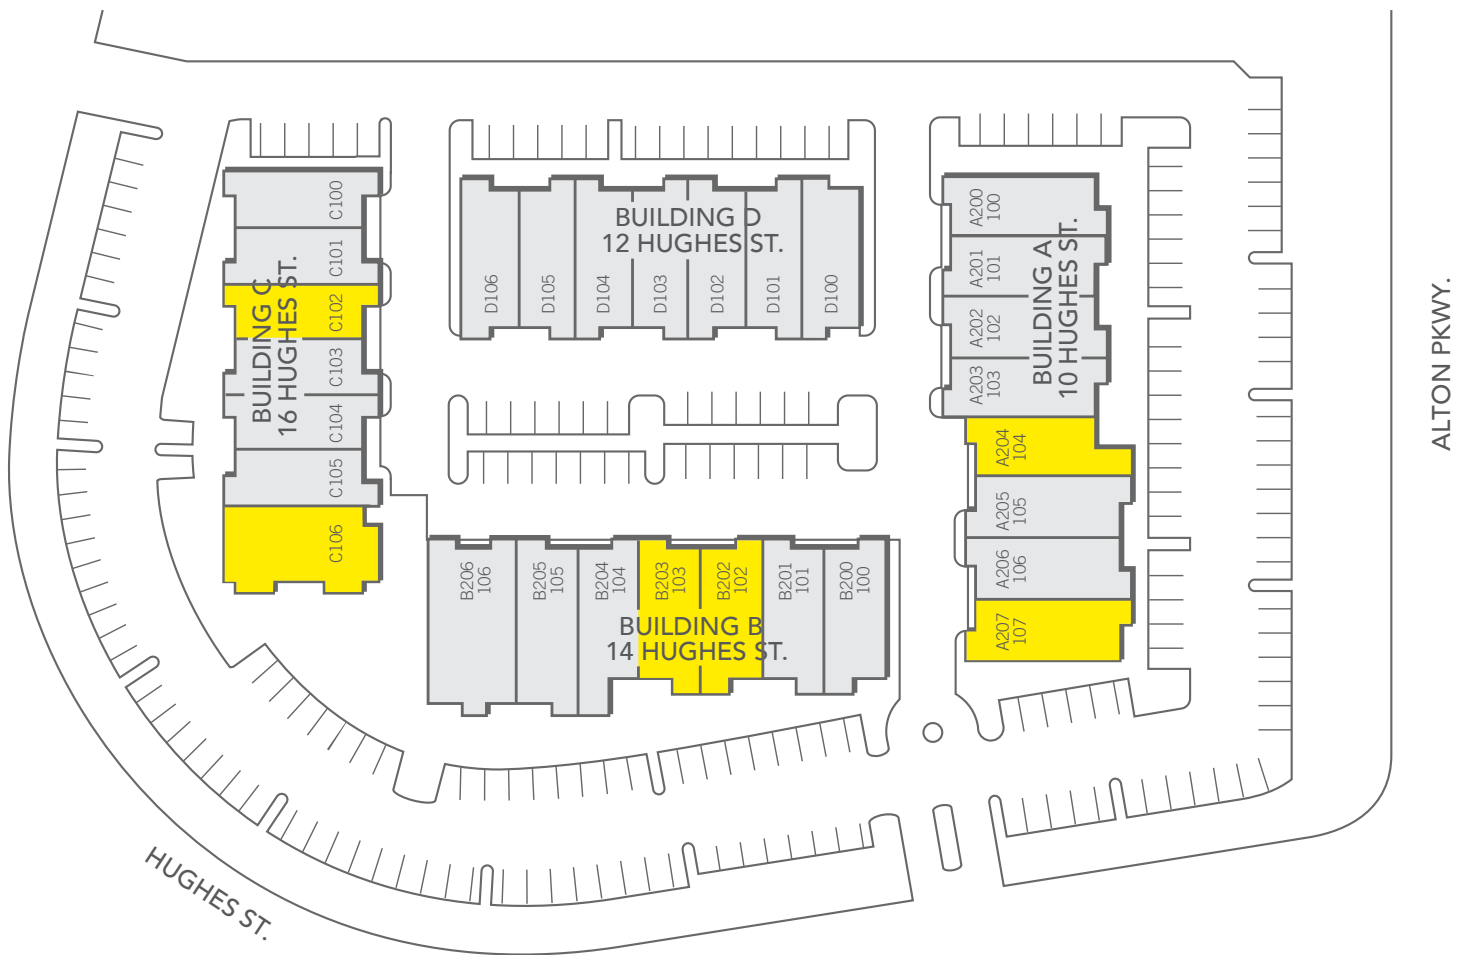 C100
C101
C102
C103
C104
C105
C106
BUILDING C
16 HUGHES ST.
BUILDING D
12 HUGHES ST.
D106
D105
D104
D103
D102
D101
D100
A200
100
A201
101
A202
102
A203
103
A204
104
A205
105
A206
106
A207
107
BUILDING A
10 HUGHES ST.
ALTON PKWY.
B206
106
B205
105
B204
104
B203
103
B202
102
B201
101
B200
100
BUILDING B
14 HUGHES ST.
HUGHES ST.